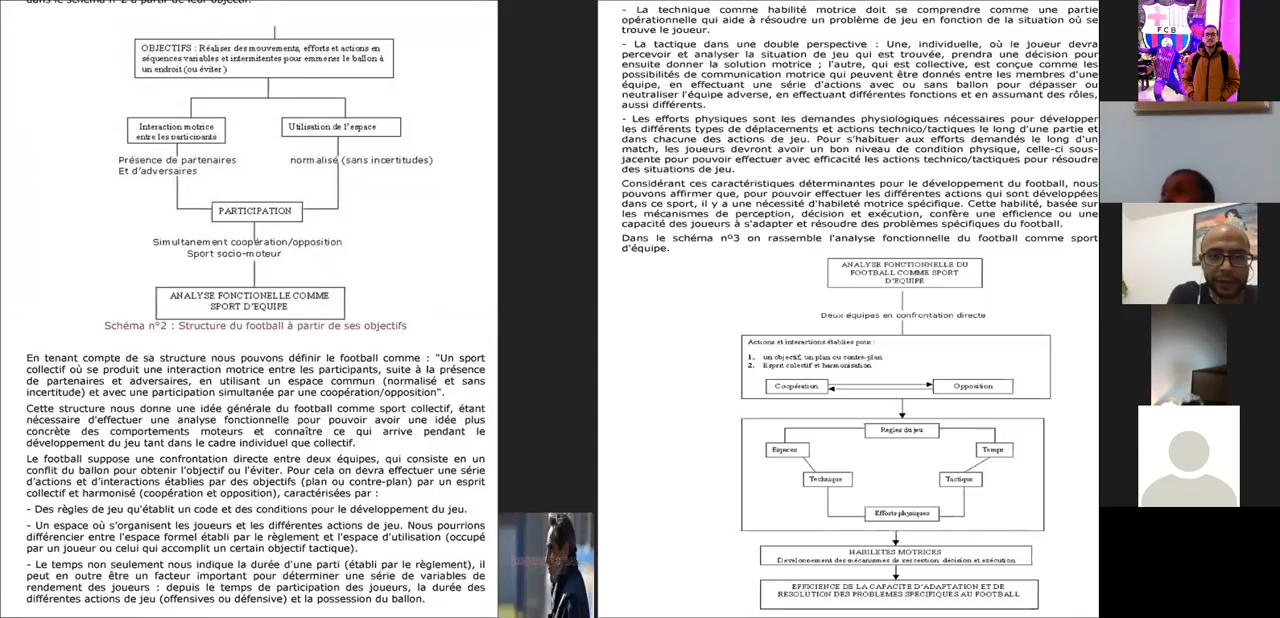 dans le schéma n°2 à partir de leur objectif.
OBJECTIFS : Réaliser des mouvements, efforts et actions en
séquences variables et intermitentes pour emmener le ballon à
un endroit (ou éviter)
Interaction motrice
entre les participants
Utilisation de l'espace
Présence de partenaires
Et d'adversaires
normalisé (sans incertitudes)
PARTICIPATION
Simultanement coopération/opposition
Sport socio-moteur
ANALYSE FONCTIONELLE COMME
SPORT D'EQUIPE
Schéma n°2 : Structure du football à partir de ses objectifs
En tenant compte de sa structure nous pouvons définir le football comme : "Un sport
collectif où se produit une interaction motrice entre les participants, suite à la présence
de partenaires et adversaires, en utilisant un espace commun (normalisé et sans
incertitude) et avec une participation simultanée par une coopération/opposition".
Cette structure nous donne une idée générale du football comme sport collectif, étant
nécessaire d'effectuer une analyse fonctionnelle pour pouvoir avoir une idée plus
concrète des comportements moteurs et connaître ce qui arrive pendant le
développement du jeu tant dans le cadre individuel que collectif.
Le football suppose une confrontation directe entre deux équipes, qui consiste en un
conflit du ballon pour obtenir l'objectif ou l'éviter. Pour cela on devra effectuer une série
d'actions et d'interactions établies par des objectifs (plan ou contre-plan) par un esprit
collectif et harmonisé (coopération et opposition), caractérisées par :
- Des règles de jeu qu'établit un code et des conditions pour le développement du jeu.
- Un espace où s'organisent les joueurs et les différentes actions de jeu. Nous pourrions
différencier entre l'espace formel établi par le règlement et l'espace d'utilisation (occupé
par un joueur ou celui qui accomplit un certain objectif tactique).
- Le temps non seulement nous indique la durée d'une parti (établi par le règlement), il
peut en outre être un facteur important pour déterminer une série de variables de
rendement des joueurs : depuis le temps de participation des joueurs, la durée des
différentes actions de jeu (offensives ou défensive) et la possession du ballon.
- La technique comme habilité motrice doit se comprendre comme une partie
opérationnelle qui aide à résoudre un problème de jeu en fonction de la situation où se
trouve le joueur.
- La tactique dans une double perspective : Une, individuelle, où le joueur devra
percevoir et analyser la situation de jeu qui est trouvée, prendra une décision pour
ensuite donner la solution motrice ; l'autre, qui est collective, est conçue comme les
possibilités de communication motrice qui peuvent être donnés entre les membres d'une
équipe, en effectuant une série d'actions avec ou sans ballon pour dépasser ou
neutraliser l'équipe adverse, en effectuant différentes fonctions et en assumant des rôles,
aussi différents.
- Les efforts physiques sont les demandes physiologiques nécessaires pour développer
les différents types de déplacements et actions technico/tactiques le long d'une partie et
dans chacune des actions de jeu. Pour s'habituer aux efforts demandés le long d'un
match, les joueurs devront avoir un bon niveau de condition physique, celle-ci sous-
jacente pour pouvoir effectuer avec efficacité les actions technico/tactiques pour résoudre
des situations de jeu.
Considérant ces caractéristiques déterminantes pour le développement du football, nous
pouvons affirmer que, pour pouvoir effectuer les différentes actions qui sont développées
dans ce sport, il y a une nécessité d'habileté motrice spécifique. Cette habilité, basée sur
les mécanismes de perception, décision et exécution, confère une efficience ou une
capacité des joueurs à s'adapter et résoudre des problèmes spécifiques du football.
Dans le schéma nº3 on rassemble l'analyse fonctionnelle du football comme sport
d'équipe.
ANALYSE FONCTIONNELLE DU
FOOTBALL COMME SPORT
D'EQUIPE
Deux équipes en confrontation directe
Actions et interactions établies pour :
1. un objectif, un plan ou contre-plan
2. Esprit colectif et harmonisation
Coopération
Opposition
Règles du jeu
Espaces
Temps
Technique
Tactique
Efforts physiques
HABILETÉS MOTRICES
Developpement des mécanismes de perception, décision et exécution
EFFICIENCE DE LA CAPACITE D'ADAPTATION ET DE
RESOLUTION DES PROBLÈMES SPECIFIQUES AU FOOTBALL
FCB